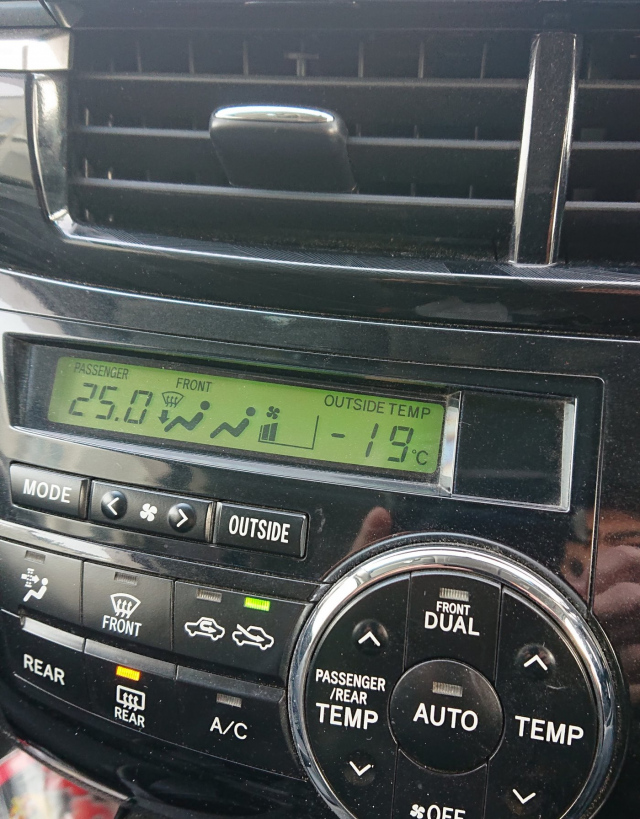 PASSENGER
FRONT
OUTSIDE TEMP
25.0
-19°C
MODE
OUTSIDE
FRONT
REAR
REAR
A/C
FRONT
DUAL
PASSENGER
/REAR
TEMP
AUTO
TEMP
OFF